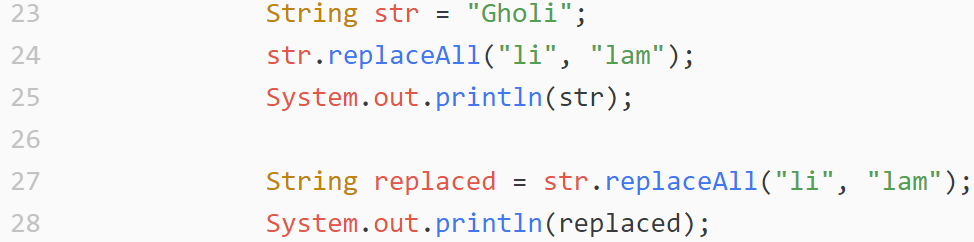 23 String str = "Gholi";
24 str.replaceAll("li", "lam");
25 System.out.println(str);
26
27 String replaced = str.replaceAll("li", "lam");
28 System.out.println(replaced);